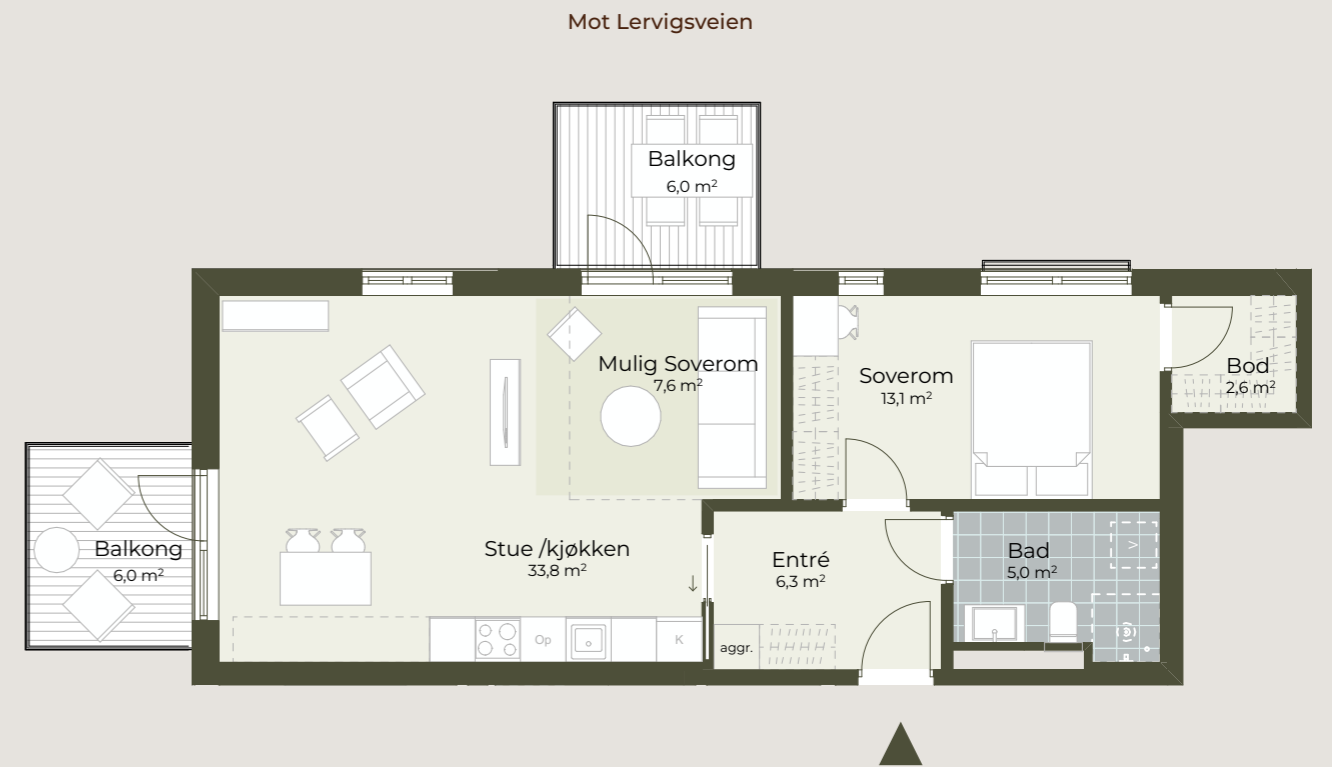 Mot Lervigsveien
Balkong
6,0 m²
Mulig Soverom
7,6 m²
Soverom
13,1 m²
Bod
2,6 m²
Balkong
6,0 m²
Stue /kjøkken
33,8 m²
Entré
6,3 m²
Bad
5,0 m²
V
Op
K
aggr.